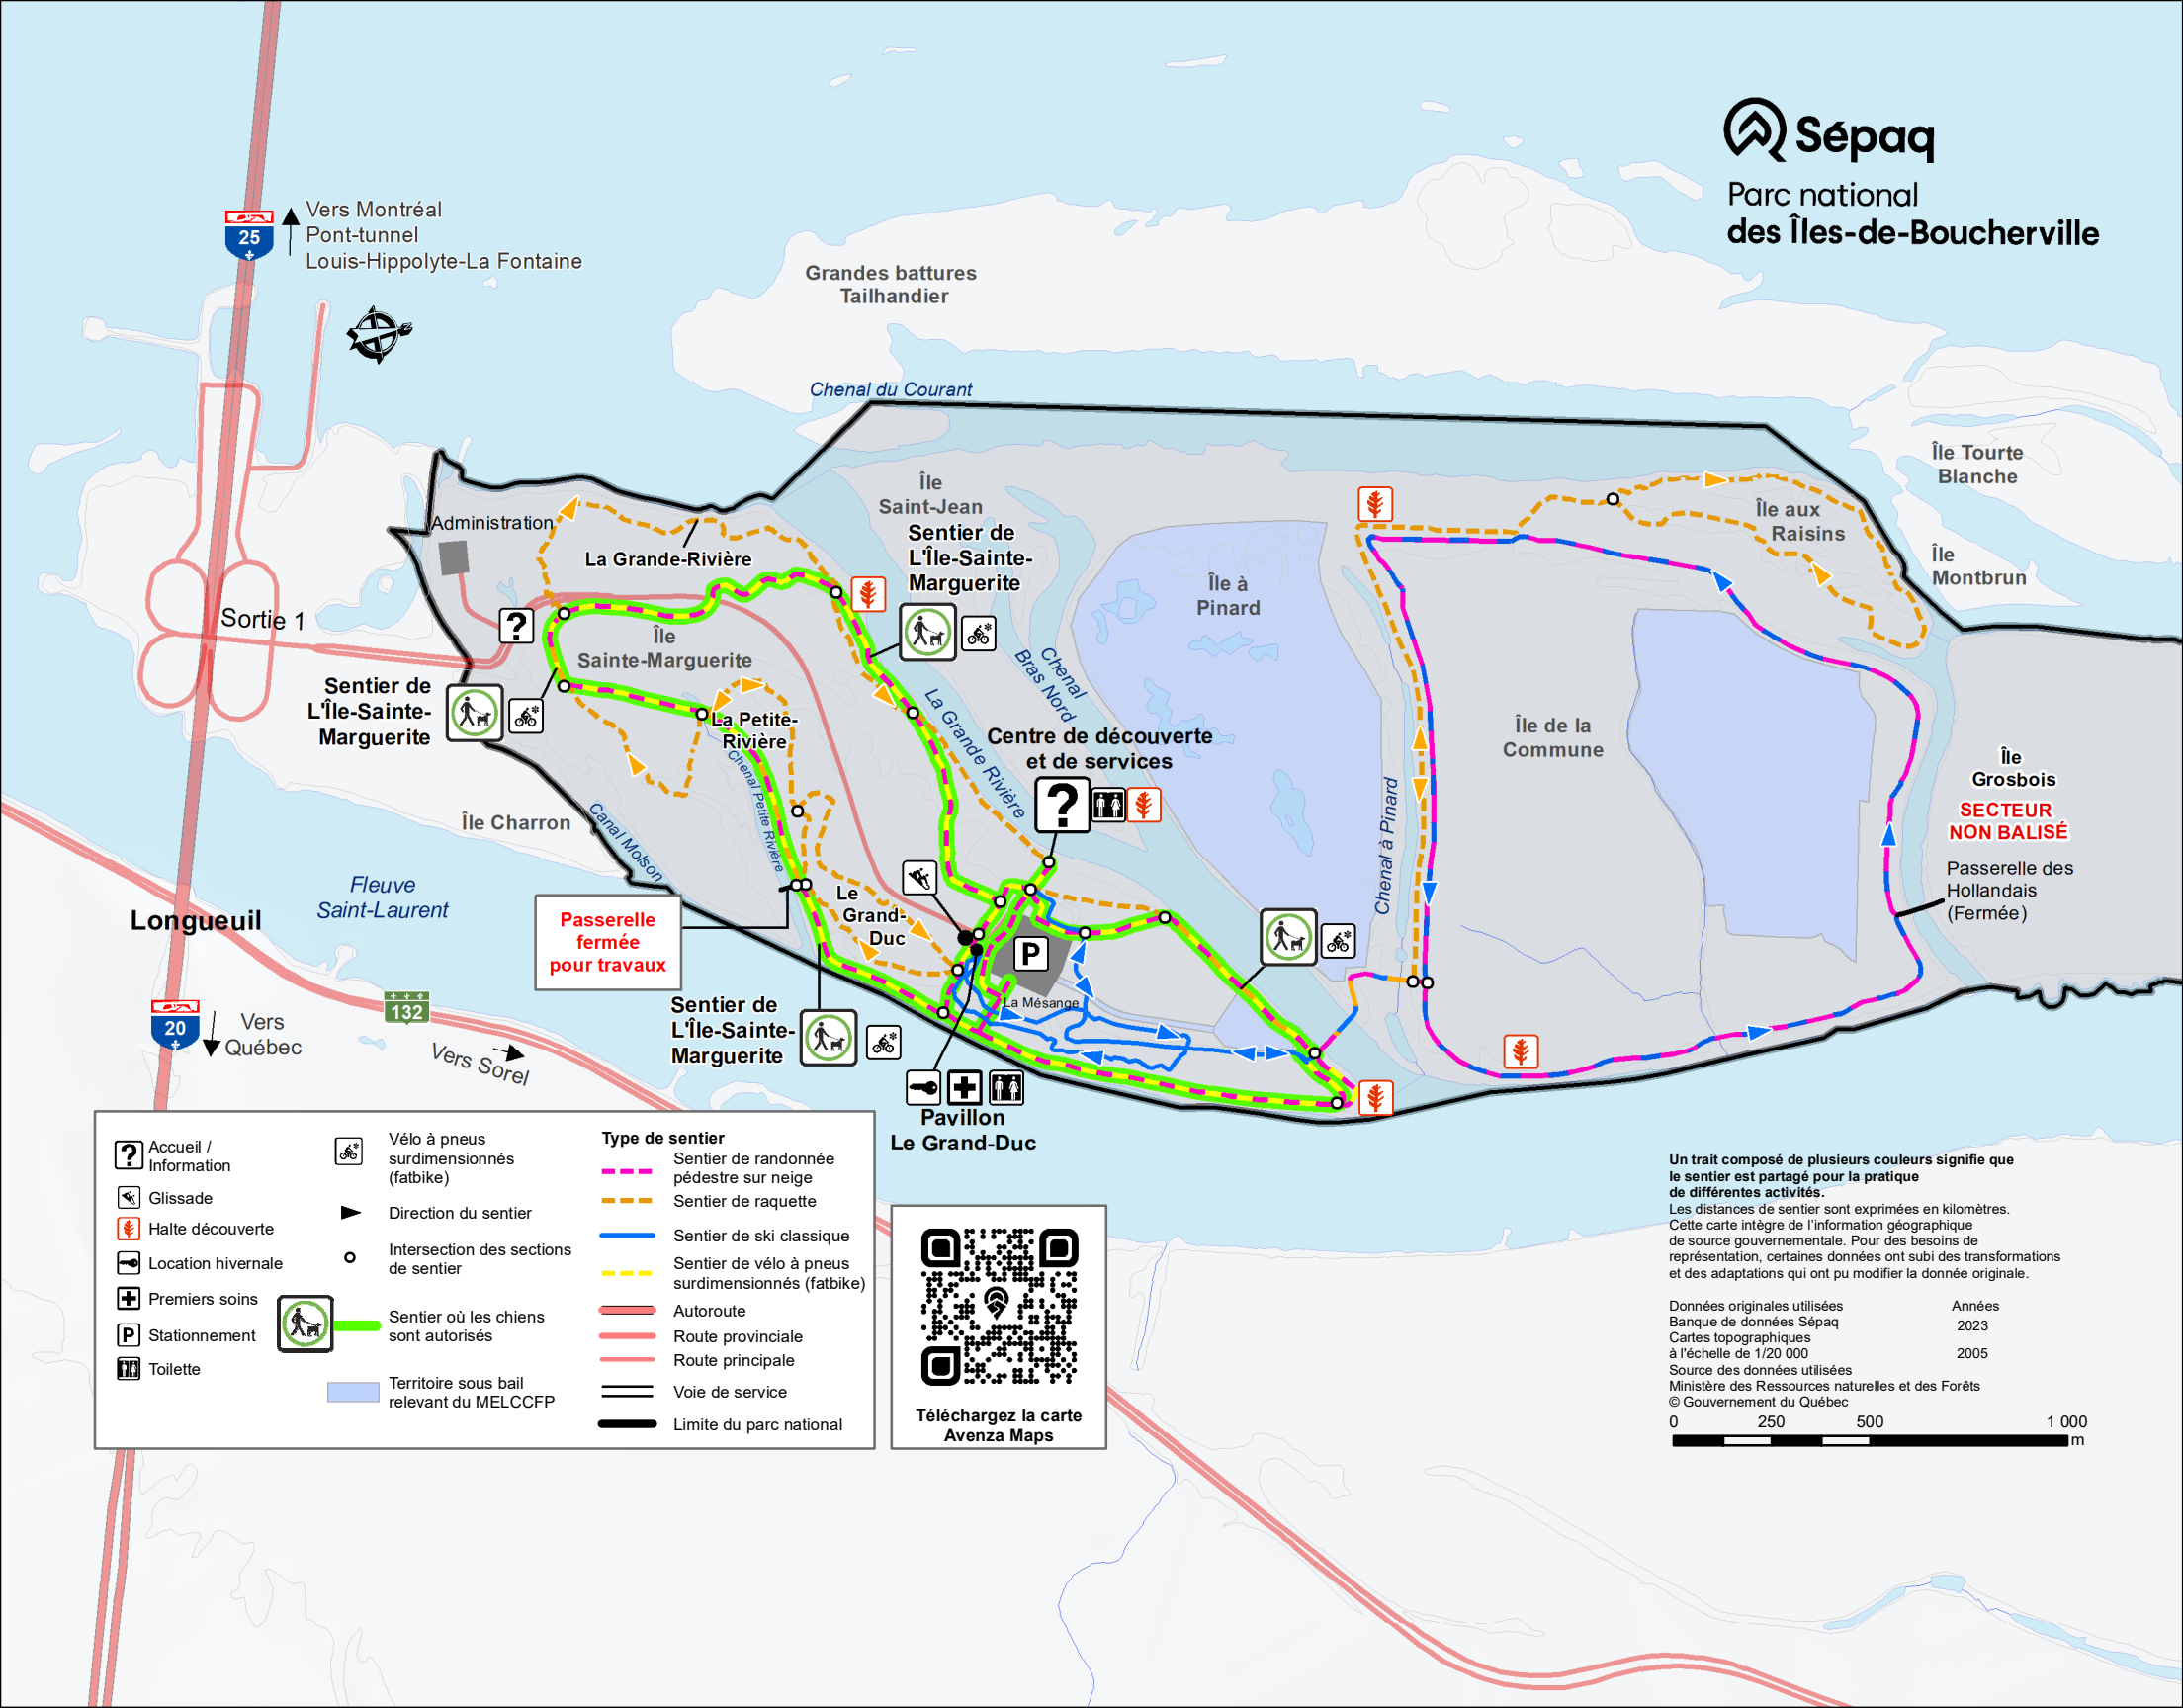 Sépaq
Parc national
des Îles-de-Boucherville
25
Vers Montréal
Pont-tunnel
Louis-Hippolyte-La Fontaine
Grandes battures
Tailhandier
Chenal du Courant
Île Tourte
Blanche
Île
Montbrun
Île aux
Raisins
Île
Saint-Jean
Sentier de
L'Île-Sainte-
Marguerite
Administration
La Grande-Rivière
Île à
Pinard
Sortie 1
?
Île
Sainte-Marguerite
Chenal
Bras Nord
Sentier de
L'Île-Sainte-
Marguerite
La Petite-
Rivière
La Grande Rivière
Centre de découverte
et de services
?
Île de la
Commune
Île
Grosbois
SECTEUR
NON BALISÉ
Passerelle des
Hollandais
(Fermée)
Chenal Petite Rivière
Île Charron
Canal Molson
Chenal à Pinard
Fleuve
Saint-Laurent
Longueuil
Passerelle
fermée
pour travaux
Le
Grand-
Duc
P
La Mésange
20
Vers
Québec
132
Vers Sorel
Sentier de
L'Île-Sainte-
Marguerite
Pavillon
Le Grand-Duc
?
Accueil /
Information
Glissade
Halte découverte
Location hivernale
Premiers soins
P
Stationnement
Toilette
Vélo à pneus
surdimensionnés
(fatbike)
Direction du sentier
Intersection des sections
de sentier
Sentier où les chiens
sont autorisés
Territoire sous bail
relevant du MELCCFP
Type de sentier
Sentier de randonnée
pédestre sur neige
Sentier de raquette
Sentier de ski classique
Sentier de vélo à pneus
surdimensionnés (fatbike)
Autoroute
Route provinciale
Route principale
Voie de service
Limite du parc national
Téléchargez la carte
Avenza Maps
Un trait composé de plusieurs couleurs signifie que
le sentier est partagé pour la pratique
de différentes activités.
Les distances de sentier sont exprimées en kilomètres.
Cette carte intègre de l'information géographique
de source gouvernementale. Pour des besoins de
représentation, certaines données ont subi des transformations
et des adaptations qui ont pu modifier la donnée originale.
Données originales utilisées Années
Banque de données Sépaq 2023
Cartes topographiques
à l'échelle de 1/20 000 2005
Source des données utilisées
Ministère des Ressources naturelles et des Forêts
© Gouvernement du Québec
0 250 500 1 000
m